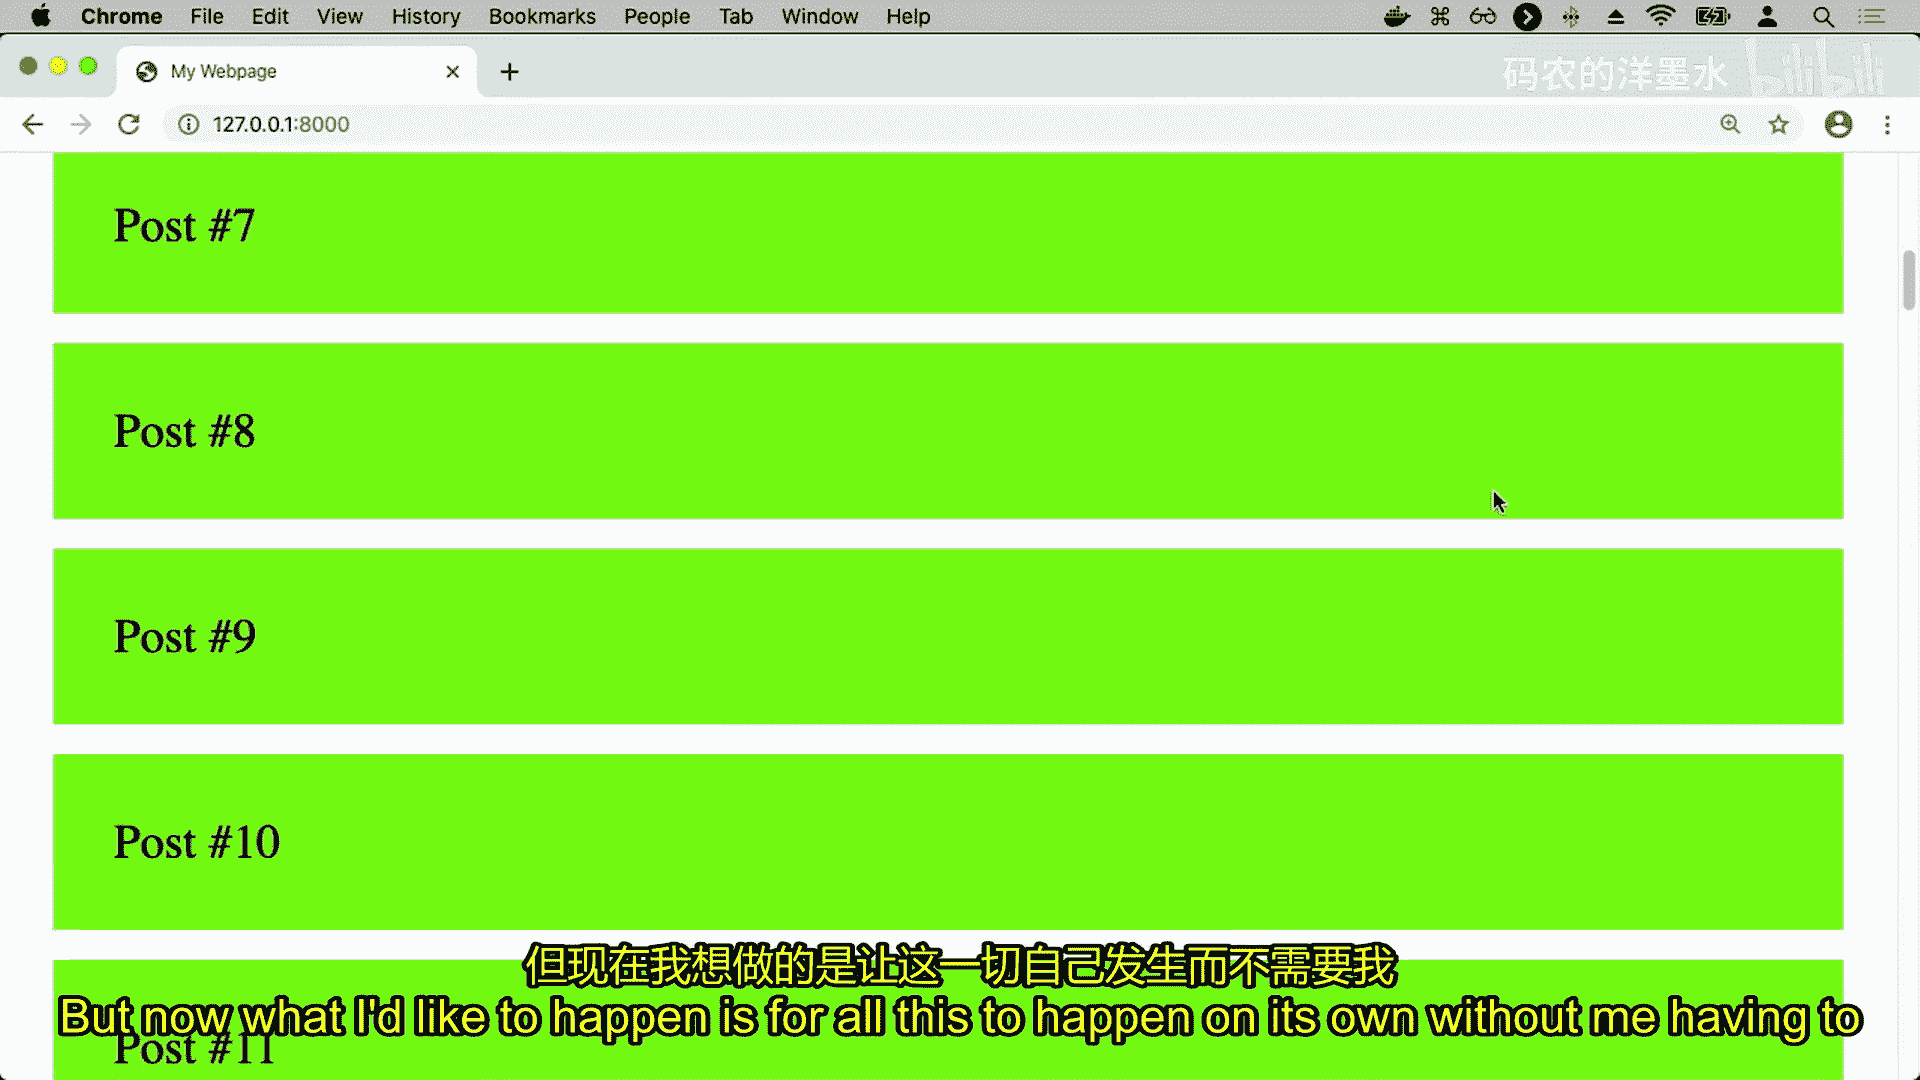 Chrome File Edit View History Bookmarks People Tab Window Help
My Webpage
码农的洋墨水 bilibili
127.0.0.1:8000
Post #7
Post #8
Post #9
Post #10
但现在我想做的是让这一切自己发生而不需要我
But now what I'd like to happen is for all this to happen on its own without me having to
Post #11